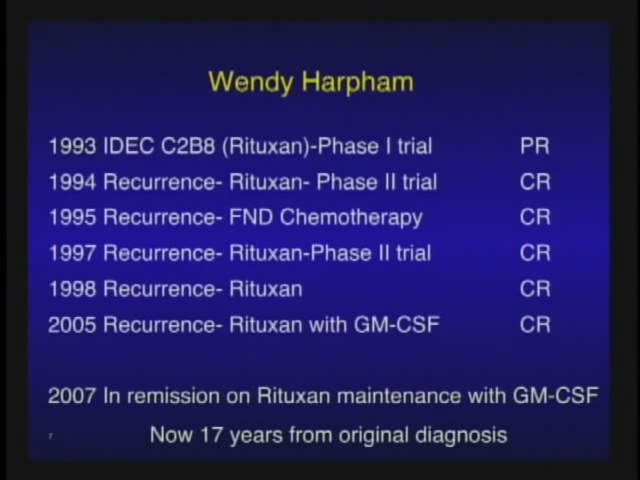 Wendy Harpham
1993 IDEC C2B8 (Rituxan)-Phase I trial PR
1994 Recurrence- Rituxan- Phase II trial CR
1995 Recurrence- FND Chemotherapy CR
1997 Recurrence- Rituxan-Phase II trial CR
1998 Recurrence- Rituxan CR
2005 Recurrence- Rituxan with GM-CSF CR
2007 In remission on Rituxan maintenance with GM-CSF
Now 17 years from original diagnosis